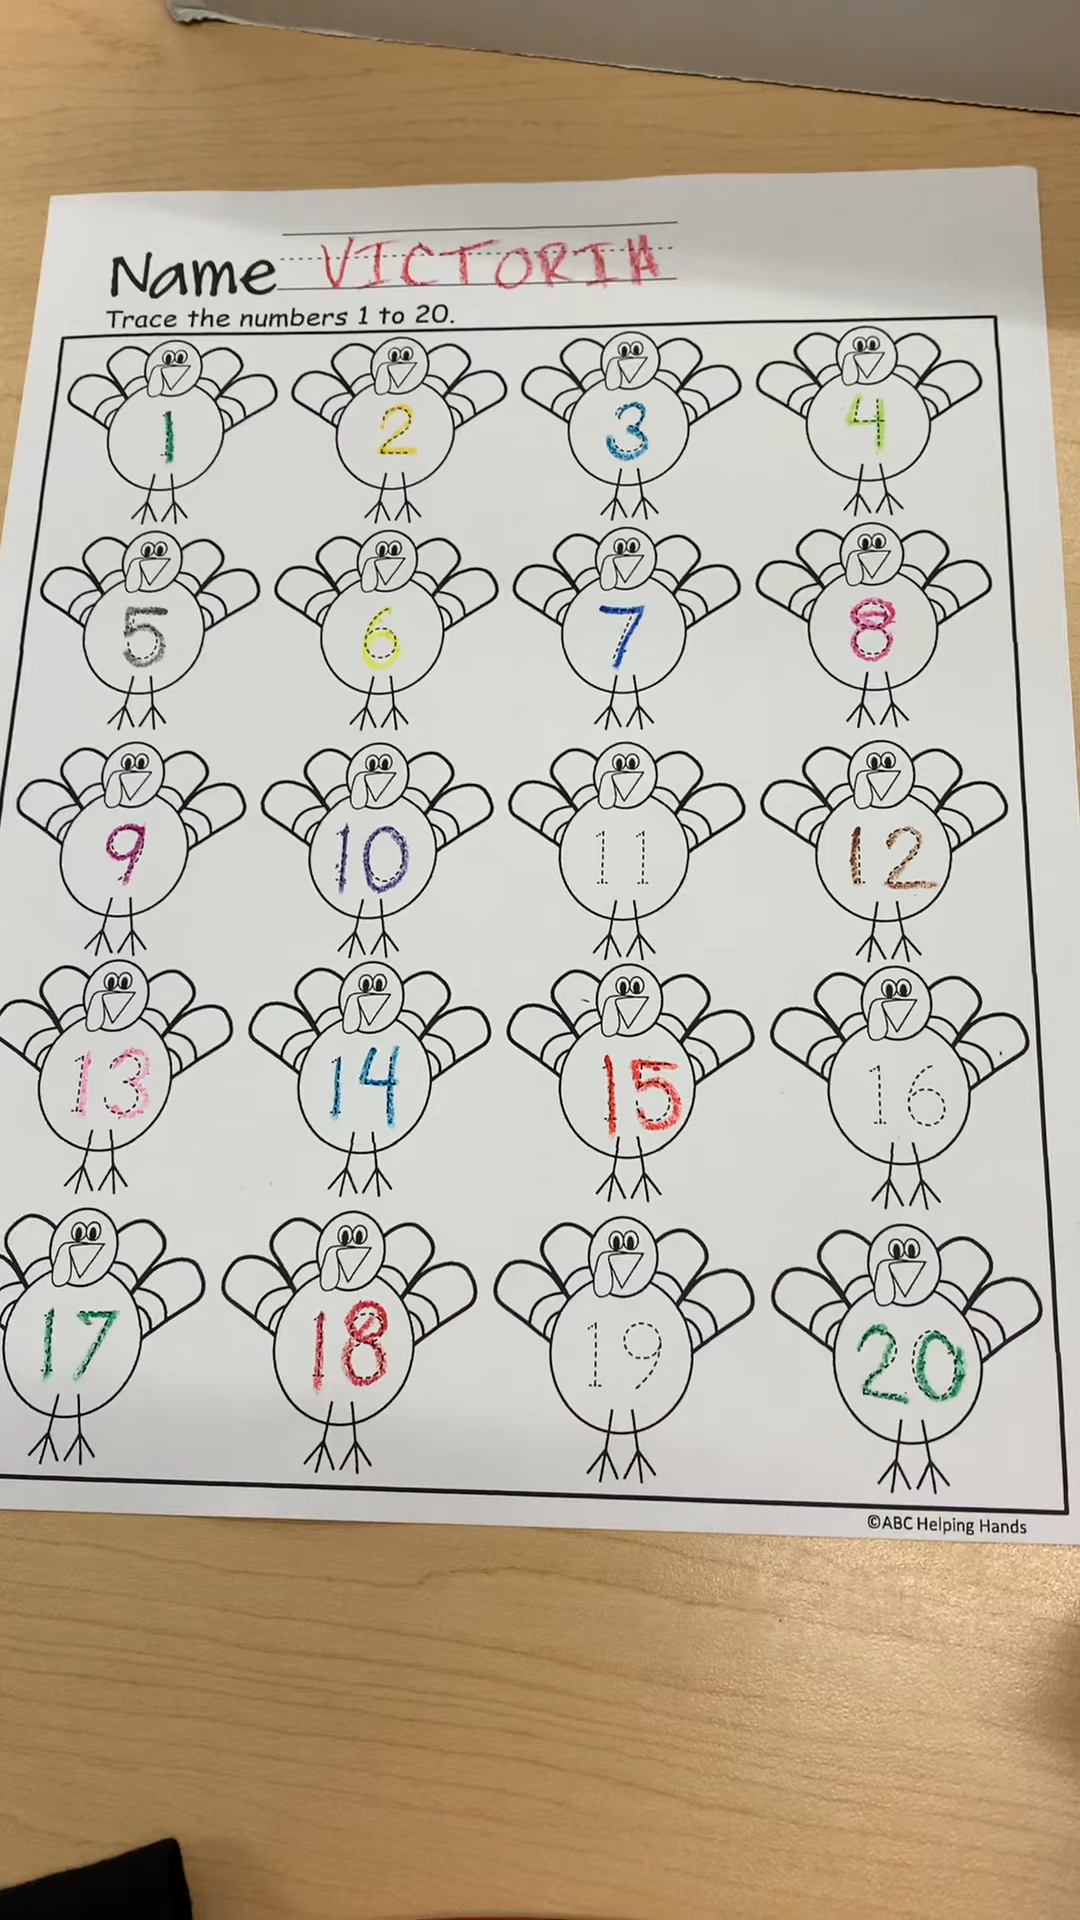 Name VICTORIA
Trace the numbers 1 to 20.
1 2 3 4
5 6 7 8
9 10 11 12
13 14 15 16
17 18 19 20
©ABC Helping Hands